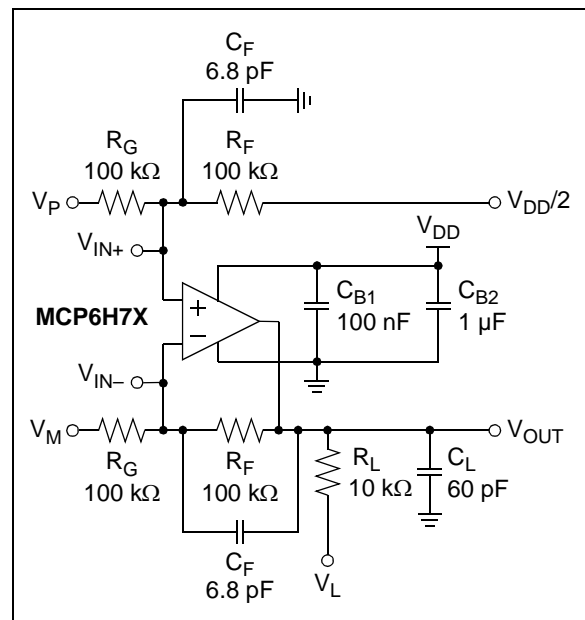 C_F
6.8 pF
R_G
100 kΩ
R_F
100 kΩ
V_P
V_DD/2
V_IN+
V_DD
MCP6H7X
+
−
C_B1
100 nF
C_B2
1 µF
V_IN–
V_M
R_G
100 kΩ
R_F
100 kΩ
V_OUT
R_L
10 kΩ
C_L
60 pF
C_F
6.8 pF
V_L